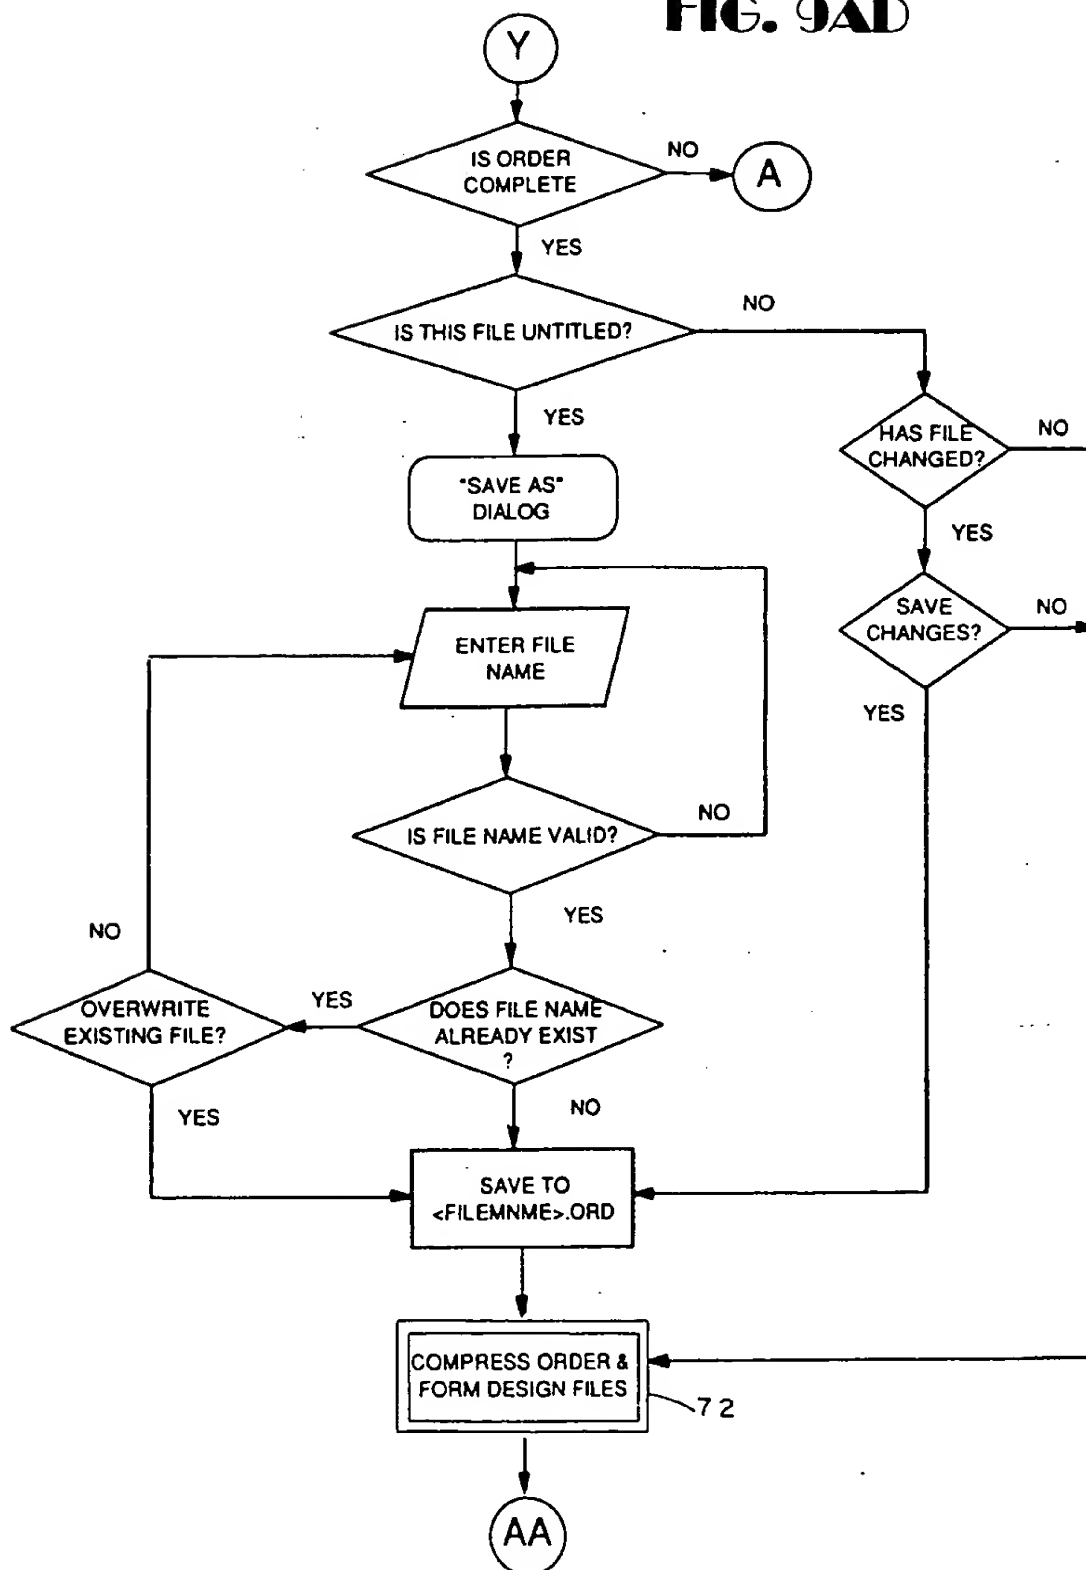 FIG. 9AD
Y
IS ORDER
COMPLETE
NO
A
YES
IS THIS FILE UNTITLED?
NO
YES
HAS FILE
CHANGED?
NO
"SAVE AS"
DIALOG
YES
SAVE
CHANGES?
NO
ENTER FILE
NAME
YES
IS FILE NAME VALID?
NO
YES
NO
OVERWRITE
EXISTING FILE?
YES
DOES FILE NAME
ALREADY EXIST
?
YES
NO
SAVE TO
<FILEMNME>.ORD
COMPRESS ORDER &
FORM DESIGN FILES
72
AA